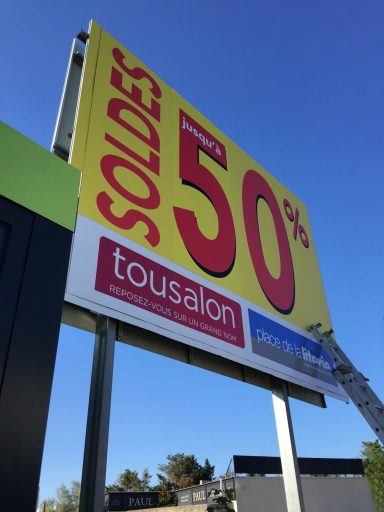 SOLDES
jusqu'à
50%
tousalon
REPOSEZ-VOUS SUR UN GRAND NOM
place de la literie
PAUL
PAUL